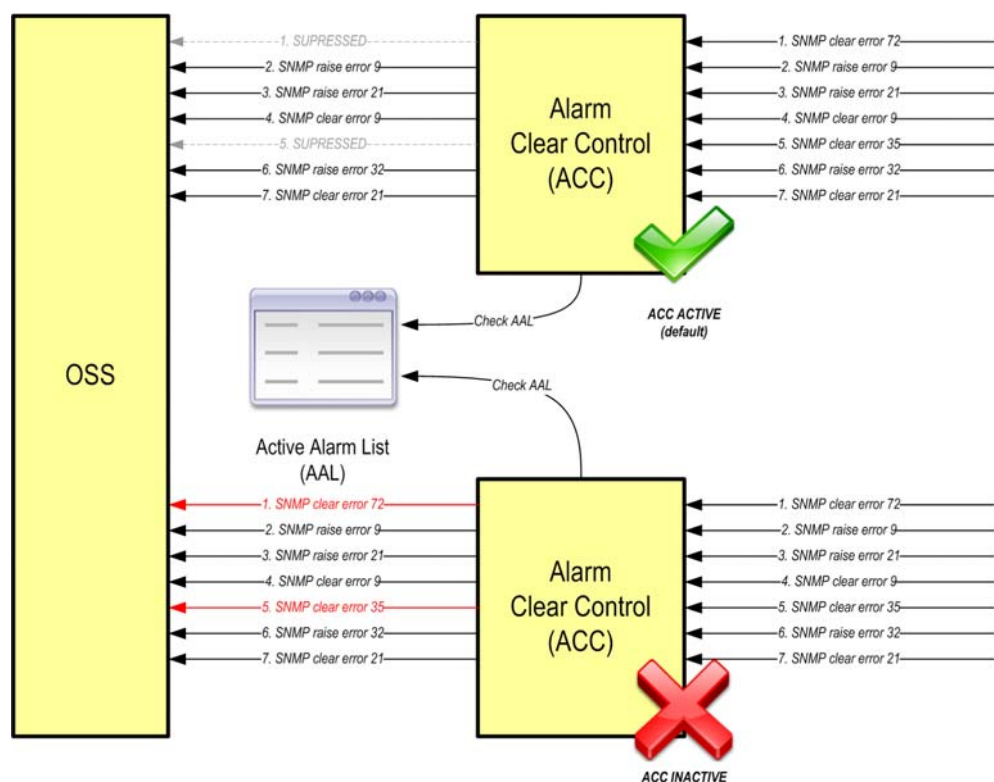 1. SUPRESSED
2. SNMP raise error 9
3. SNMP raise error 21
4. SNMP clear error 9
5. SUPRESSED
6. SNMP raise error 32
7. SNMP clear error 21
Alarm
Clear Control
(ACC)
1. SNMP clear error 72
2. SNMP raise error 9
3. SNMP raise error 21
4. SNMP clear error 9
5. SNMP clear error 35
6. SNMP raise error 32
7. SNMP clear error 21
ACC ACTIVE
(default)
Check AAL
OSS
Check AAL
Active Alarm List
(AAL)
1. SNMP clear error 72
2. SNMP raise error 9
3. SNMP raise error 21
4. SNMP clear error 9
5. SNMP clear error 35
6. SNMP raise error 32
7. SNMP clear error 21
Alarm
Clear Control
(ACC)
1. SNMP clear error 72
2. SNMP raise error 9
3. SNMP raise error 21
4. SNMP clear error 9
5. SNMP clear error 35
6. SNMP raise error 32
7. SNMP clear error 21
ACC INACTIVE